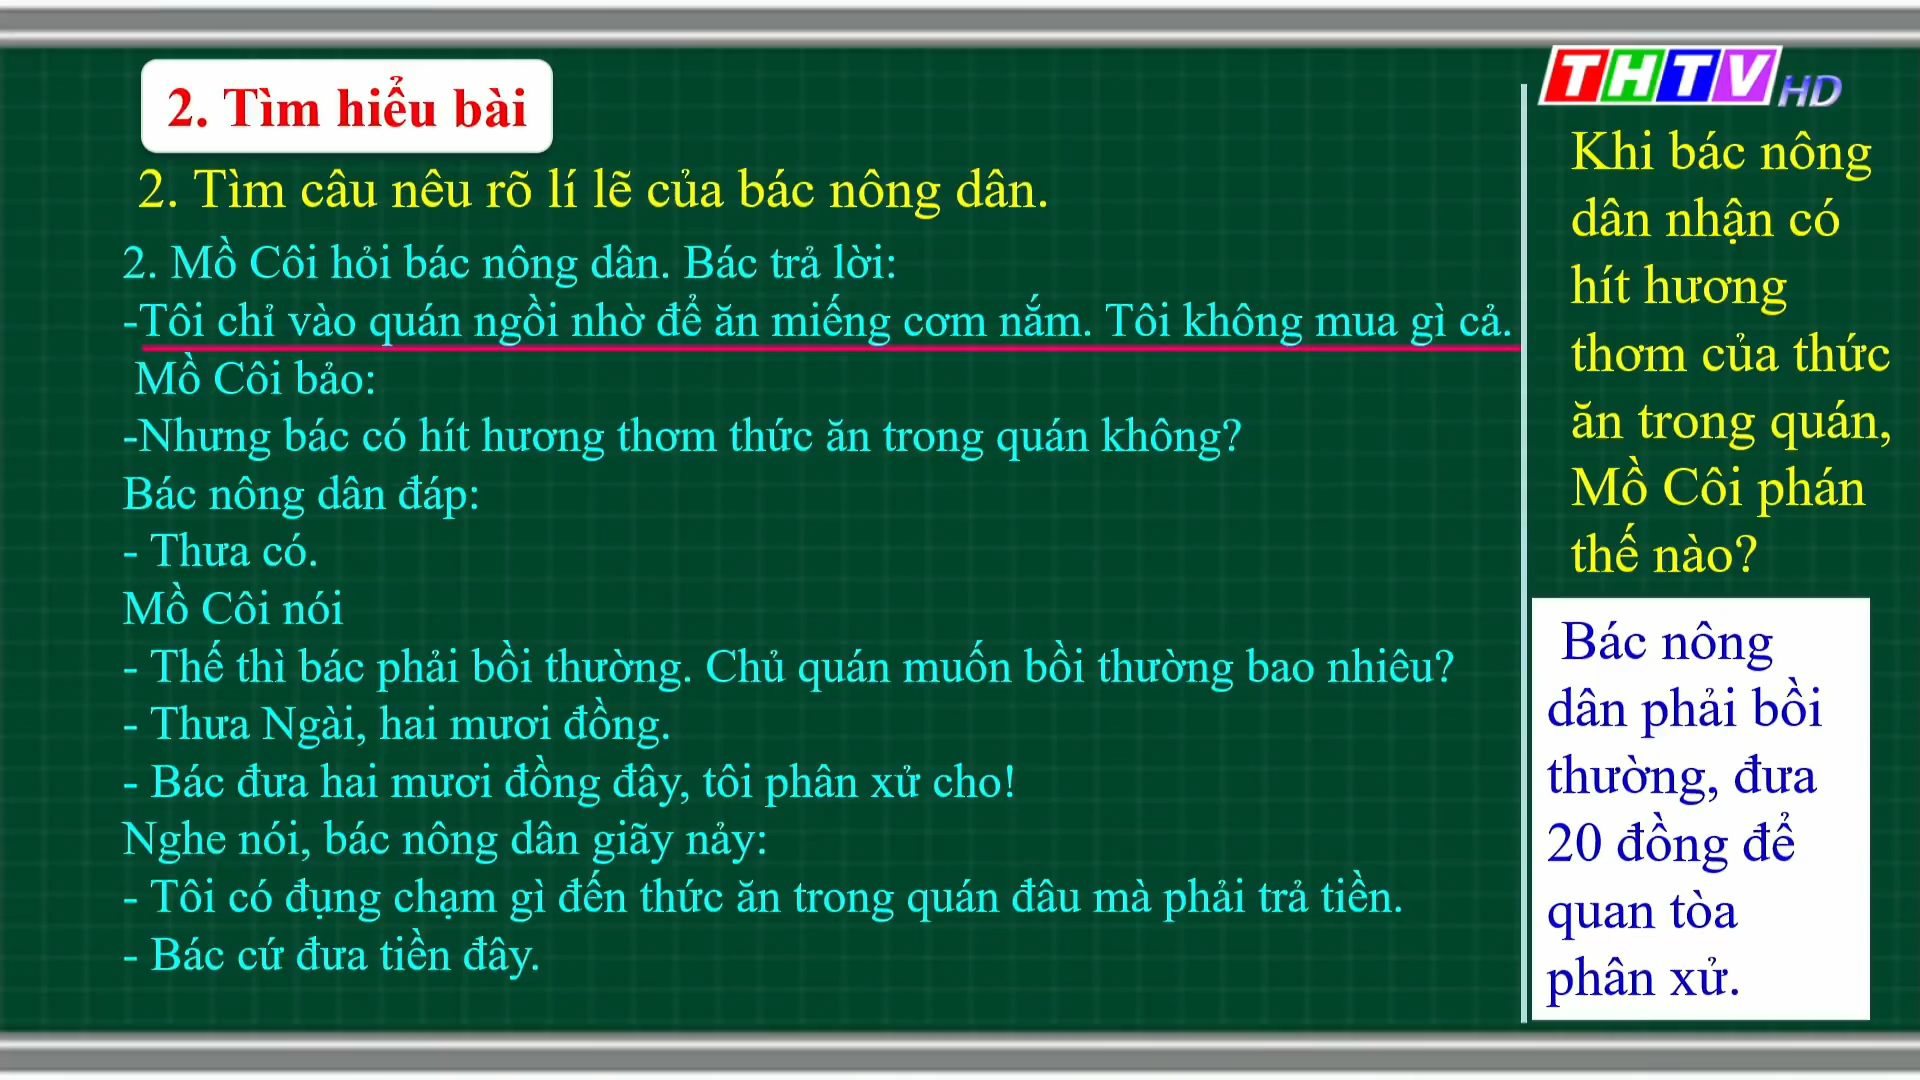 2. Tìm hiểu bài
2. Tìm câu nêu rõ lí lẽ của bác nông dân.
2. Mồ Côi hỏi bác nông dân. Bác trả lời:
-Tôi chỉ vào quán ngồi nhờ để ăn miếng cơm nắm. Tôi không mua gì cả.
Mồ Côi bảo:
-Nhưng bác có hít hương thơm thức ăn trong quán không?
Bác nông dân đáp:
- Thưa có.
Mồ Côi nói
- Thế thì bác phải bồi thường. Chủ quán muốn bồi thường bao nhiêu?
- Thưa Ngài, hai mươi đồng.
- Bác đưa hai mươi đồng đây, tôi phân xử cho!
Nghe nói, bác nông dân giãy nảy:
- Tôi có đụng chạm gì đến thức ăn trong quán đâu mà phải trả tiền.
- Bác cứ đưa tiền đây.
THTV HD
Khi bác nông
dân nhận có
hít hương
thơm của thức
ăn trong quán,
Mồ Côi phán
thế nào?
Bác nông
dân phải bồi
thường, đưa
20 đồng để
quan tòa
phân xử.